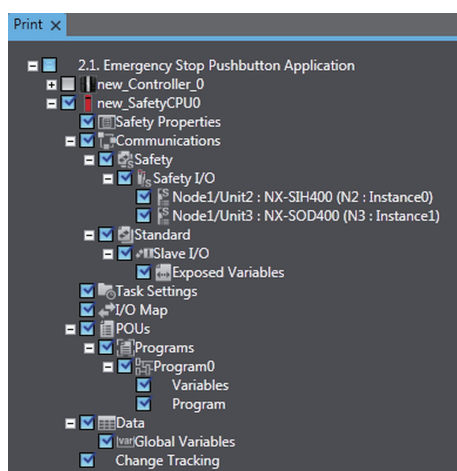 Print
2.1. Emergency Stop Pushbutton Application
new_Controller_0
new_SafetyCPU0
Safety Properties
Communications
Safety
Safety I/O
Node1/Unit2 : NX-SIH400 (N2 : Instance0)
Node1/Unit3 : NX-SOD400 (N3 : Instance1)
Standard
Slave I/O
Exposed Variables
Task Settings
I/O Map
POUs
Programs
Program0
Variables
Program
Data
Global Variables
Change Tracking